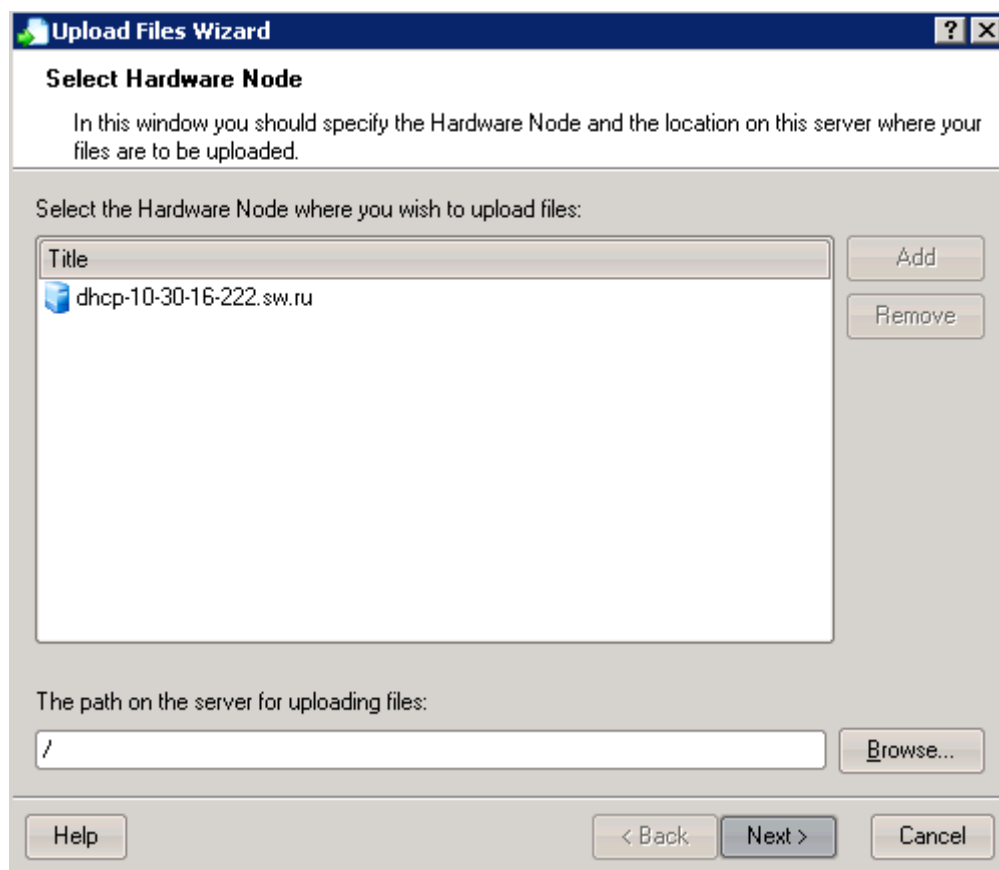 Upload Files Wizard
Select Hardware Node
In this window you should specify the Hardware Node and the location on this server where your
files are to be uploaded.
Select the Hardware Node where you wish to upload files:
Title
Add
dhcp-10-30-16-222.sw.ru
Remove
The path on the server for uploading files:
/
Browse...
Help
< Back
Next >
Cancel